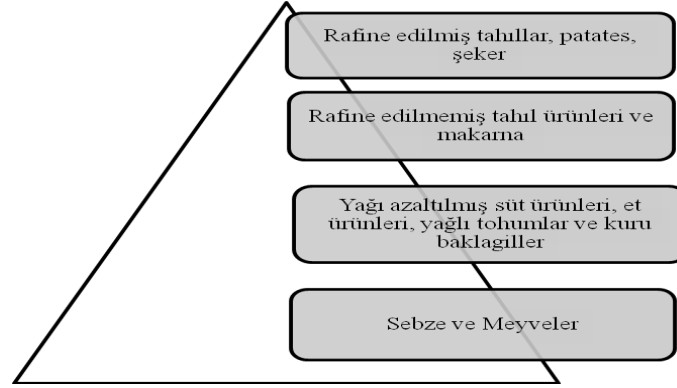 Rafine edilmiş tahıllar, patates,
şeker
Rafine edilmemiş tahıl ürünleri ve
makarna
Yağı azaltılmış süt ürünleri, et
ürünleri, yağlı tohumlar ve kuru
baklagiller
Sebze ve Meyveler